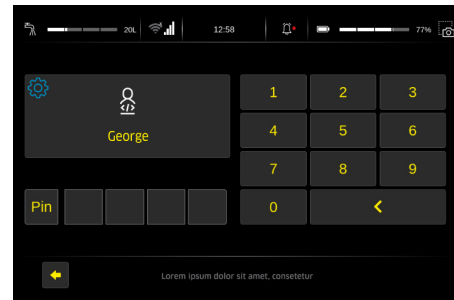 20L 12:58 77%
George
1 2 3
4 5 6
7 8 9
Pin 0
Lorem ipsum dolor sit amet, consetetur